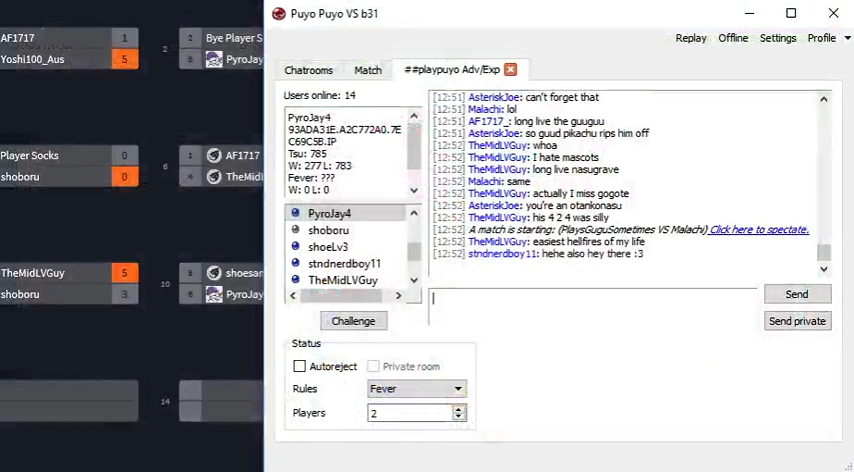 AF1717 1
Yoshi100_Aus 5
2
2 Bye Player S
PyroJay
Player Socks 0
shoboru 0
6
1 AF1717
4 TheMid
TheMidLVGuy 5
shoboru 3
10
shoesan
PyroJay
14
Puyo Puyo VS b31
Replay Offline Settings Profile
Chatrooms Match ##playpuyo Adv/Exp
Users online: 14
PyroJay4
93ADA31E.A2C772A0.7E
C69C5B.IP
Tsu: 785
W: 277 L: 783
Fever: ???
W: 0 L: 0
PyroJay4
shoboru
shoeLv3
stndnerdboy11
TheMidLVGuy
Challenge
Status
Autoreject Private room
Rules Fever
Players 2
[12:51] AsteriskJoe: can't forget that
[12:51] Malachi: lol
[12:51] AF1717_: long live the guuguu
[12:51] AsteriskJoe: so guud pikachu rips him off
[12:52] TheMidLVGuy: whoa
[12:52] TheMidLVGuy: I hate mascots
[12:52] TheMidLVGuy: long live nasugrave
[12:52] Malachi: same
[12:52] TheMidLVGuy: actually I miss gogote
[12:52] AsteriskJoe: you're an otankonasu
[12:52] TheMidLVGuy: his 4 2 4 was silly
[12:52] A match is starting: (PlaysGuguSometimes VS Malachi) Click here to spectate.
[12:52] TheMidLVGuy: easiest hellfires of my life
[12:52] stndnerdboy11: hehe also hey there :3
Send
Send private